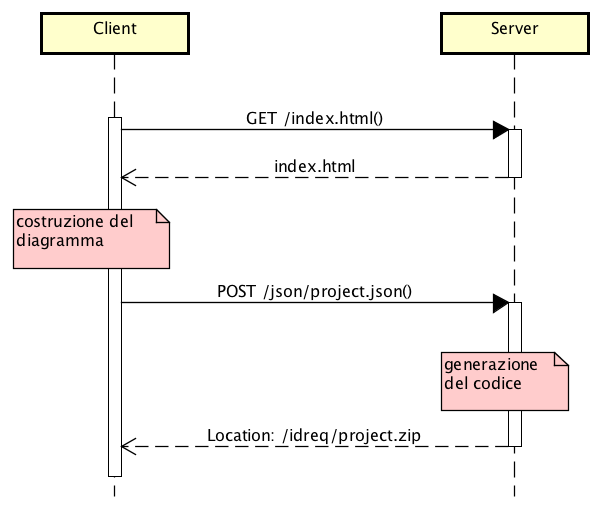 Client
Server
GET /index.html()
index.html
costruzione del
diagramma
POST /json/project.json()
generazione
del codice
Location: /idreq/project.zip